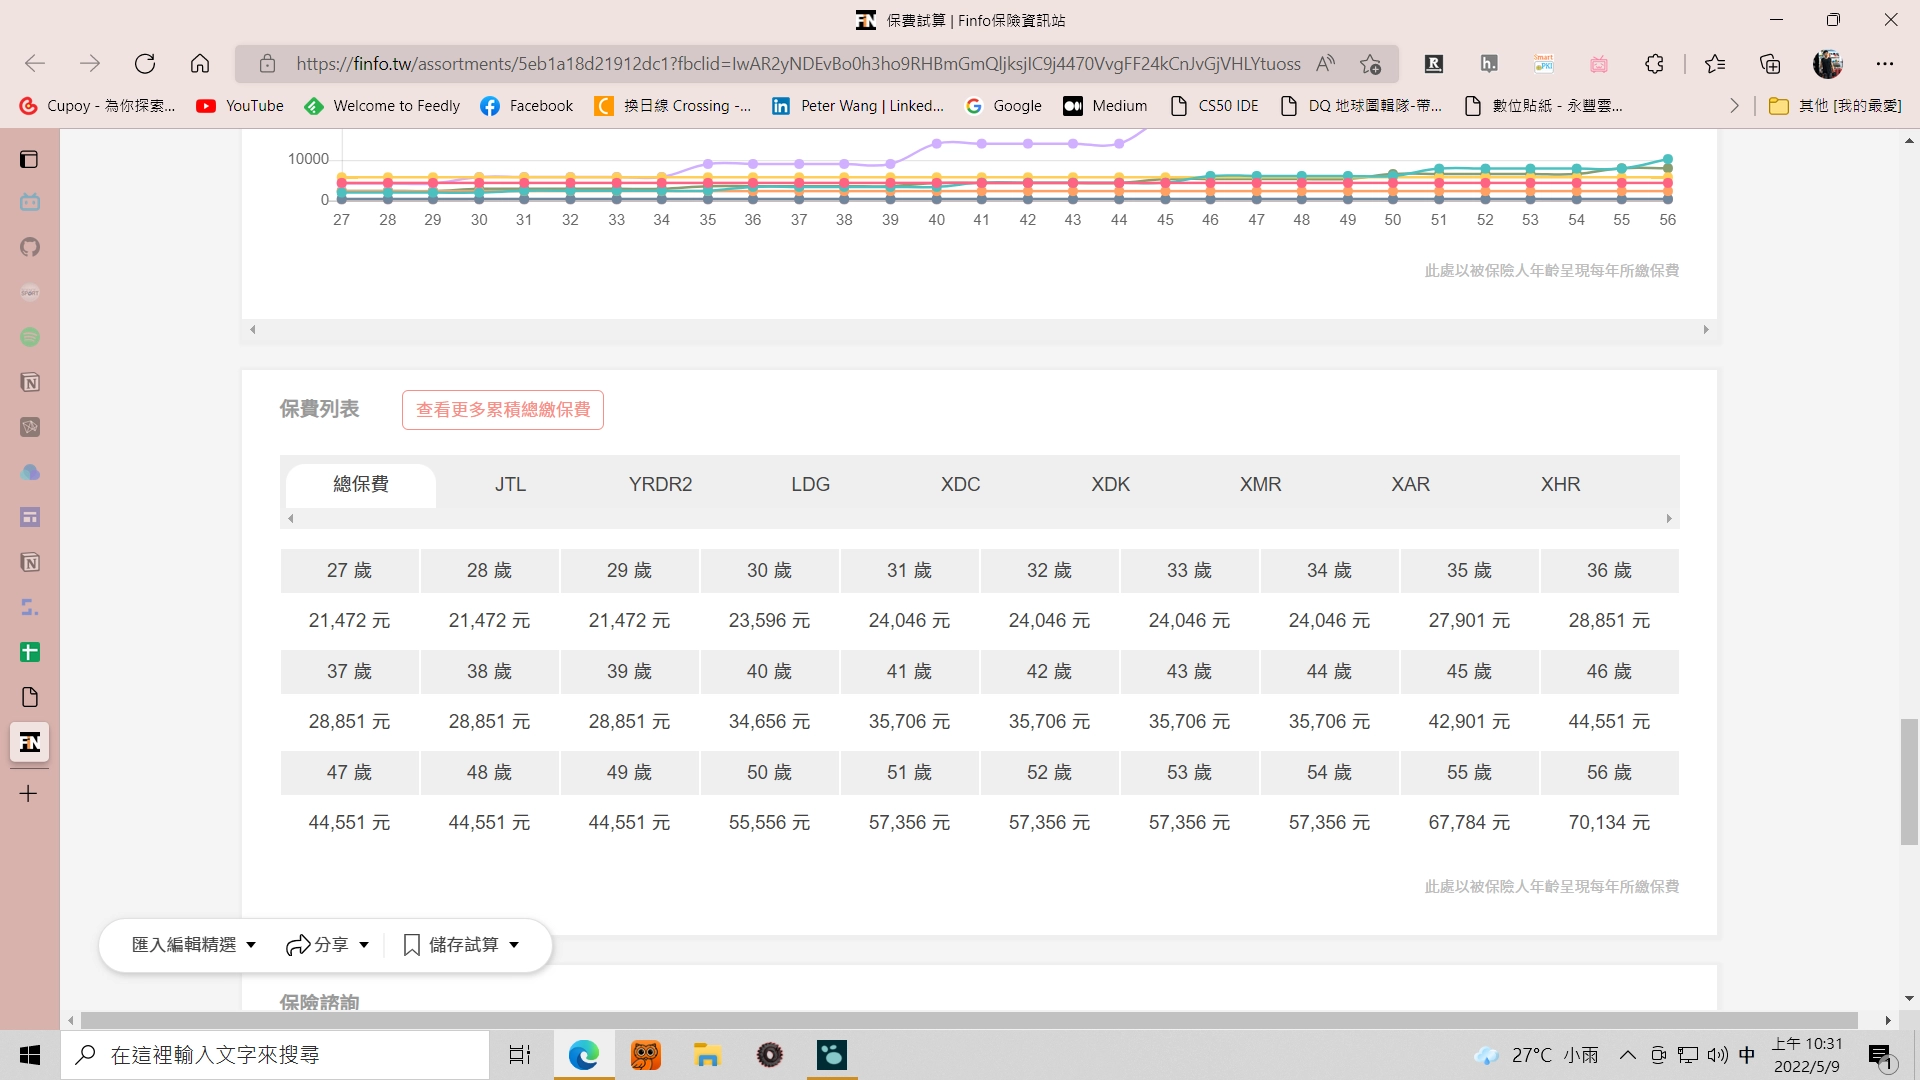 保費試算 | Finfo保險資訊站
https://finfo.tw/assortments/5eb1a18d21912dc1?fbclid=IwAR2yNDEvBo0h3ho9RHBmGmQljksjIC9j4470VvgFF24kCnJvGjVHLYtuoss
Cupoy - 為你探索... YouTube Welcome to Feedly Facebook 換日線 Crossing -... Peter Wang | Linked... Google Medium CS50 IDE DQ 地球圖輯隊-帶... 數位貼紙 - 永豐雲... 其他 [我的最愛]
10000
0
27 28 29 30 31 32 33 34 35 36 37 38 39 40 41 42 43 44 45 46 47 48 49 50 51 52 53 54 55 56
此處以被保險人年齡呈現每年所繳保費
保費列表 查看更多累積總繳保費
總保費 JTL YRDR2 LDG XDC XDK XMR XAR XHR
27 歲 28 歲 29 歲 30 歲 31 歲 32 歲 33 歲 34 歲 35 歲 36 歲
21,472 元 21,472 元 21,472 元 23,596 元 24,046 元 24,046 元 24,046 元 24,046 元 27,901 元 28,851 元
37 歲 38 歲 39 歲 40 歲 41 歲 42 歲 43 歲 44 歲 45 歲 46 歲
28,851 元 28,851 元 28,851 元 34,656 元 35,706 元 35,706 元 35,706 元 35,706 元 42,901 元 44,551 元
47 歲 48 歲 49 歲 50 歲 51 歲 52 歲 53 歲 54 歲 55 歲 56 歲
44,551 元 44,551 元 44,551 元 55,556 元 57,356 元 57,356 元 57,356 元 57,356 元 67,784 元 70,134 元
此處以被保險人年齡呈現每年所繳保費
匯入編輯精選 分享 儲存試算
保險諮詢
在這裡輸入文字來搜尋
27°C 小雨 中 上午 10:31
2022/5/9
1